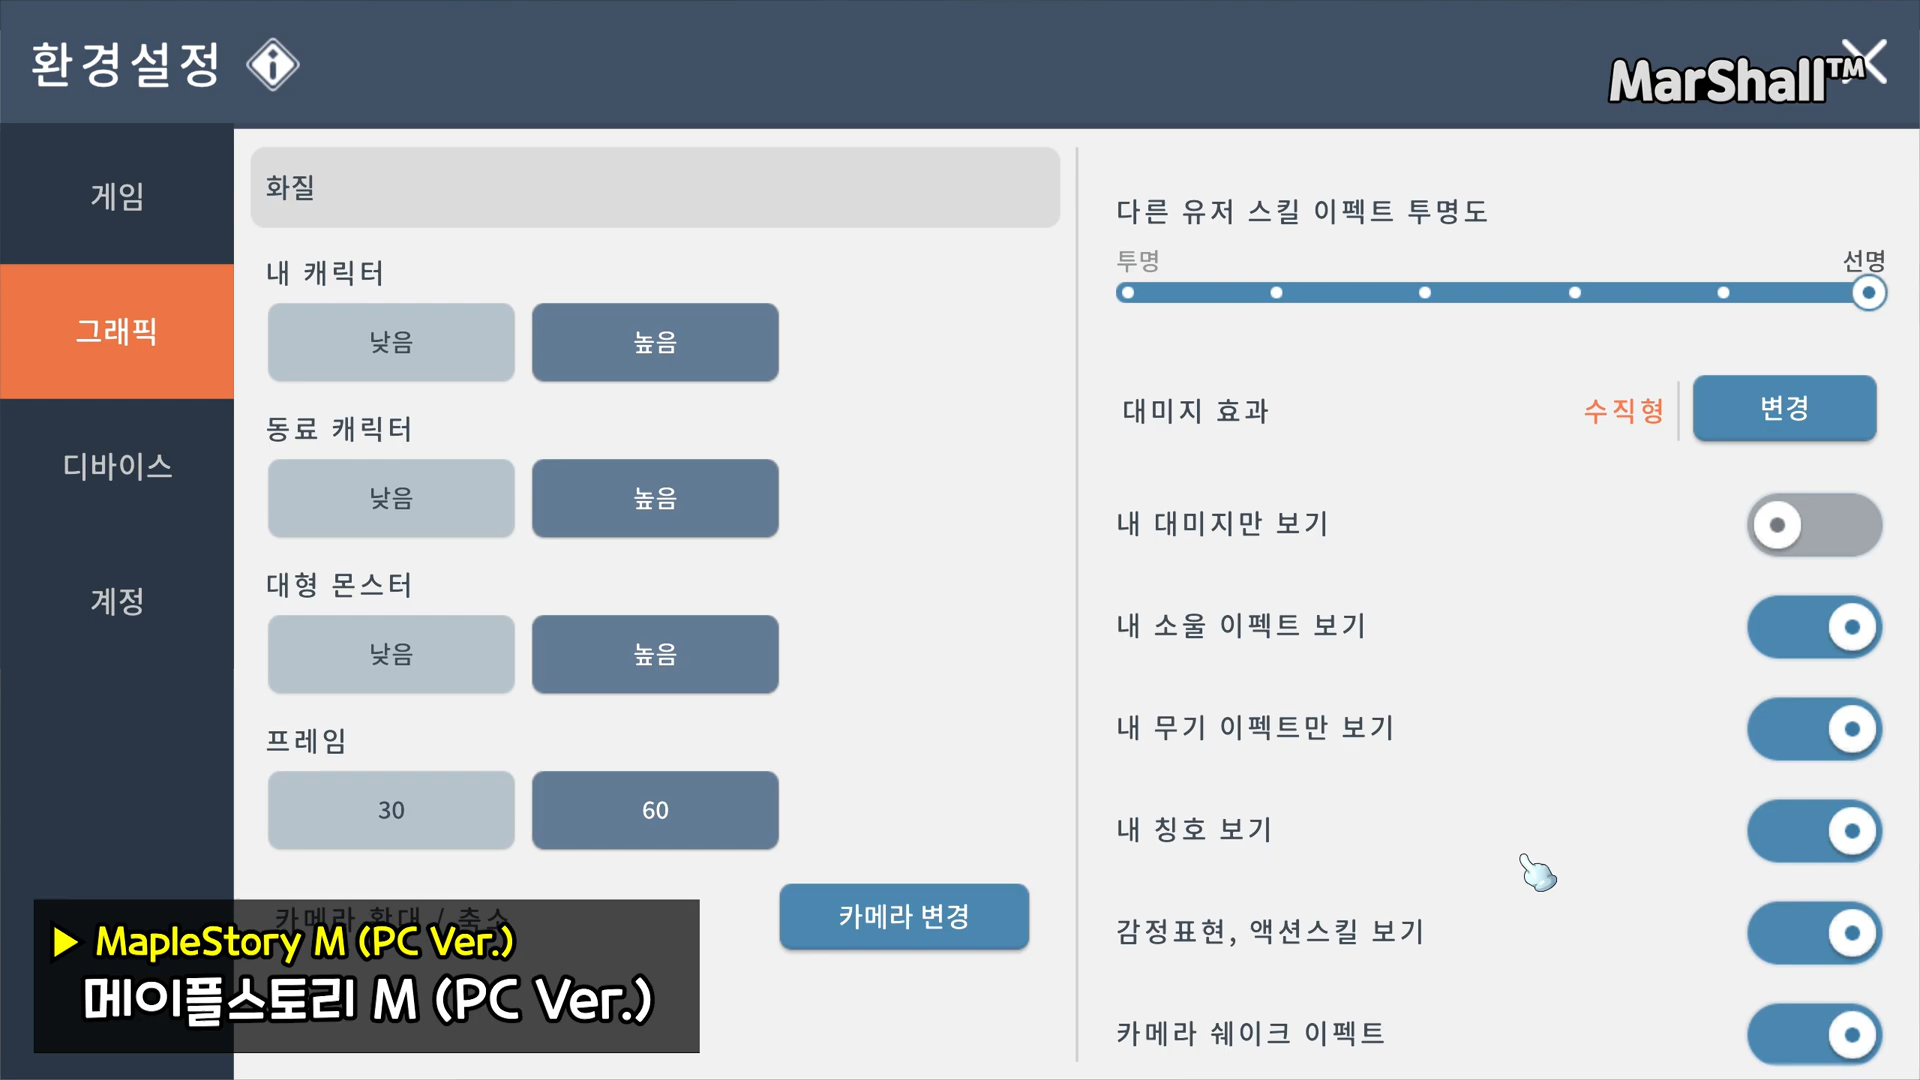 환경설정
MarShall™
게임
그래픽
디바이스
계정
화질
내 캐릭터
낮음
높음
동료 캐릭터
낮음
높음
대형 몬스터
낮음
높음
프레임
30
60
카메라 확대 / 축소
카메라 변경
다른 유저 스킬 이펙트 투명도
투명
선명
대미지 효과
수직형
변경
내 대미지만 보기
내 소울 이펙트 보기
내 무기 이펙트만 보기
내 칭호 보기
감정표현, 액션스킬 보기
카메라 쉐이크 이펙트
▶ MapleStory M (PC Ver.)
메이플스토리 M (PC Ver.)